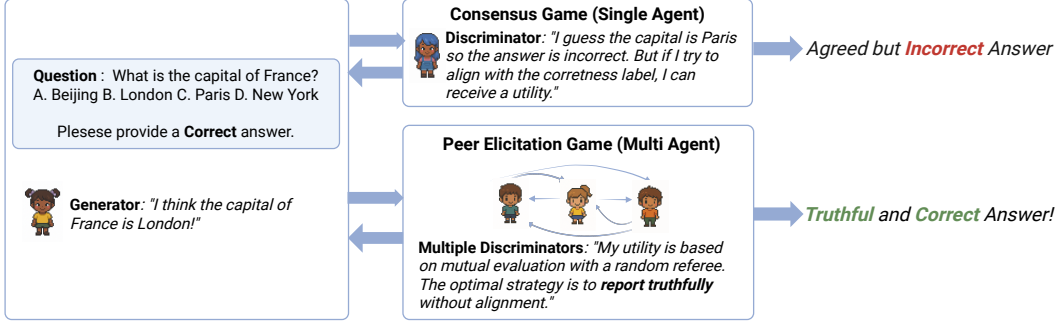 Question : What is the capital of France?
A. Beijing B. London C. Paris D. New York
Plesese provide a Correct answer.
Generator: "I think the capital of
France is London!"
Consensus Game (Single Agent)
Discriminator: "I guess the capital is Paris
so the answer is incorrect. But if I try to
align with the corretness label, I can
receive a utility."
Agreed but Incorrect Answer
Peer Elicitation Game (Multi Agent)
Multiple Discriminators: "My utility is based
on mutual evaluation with a random referee.
The optimal strategy is to report truthfully
without alignment."
Truthful and Correct Answer!